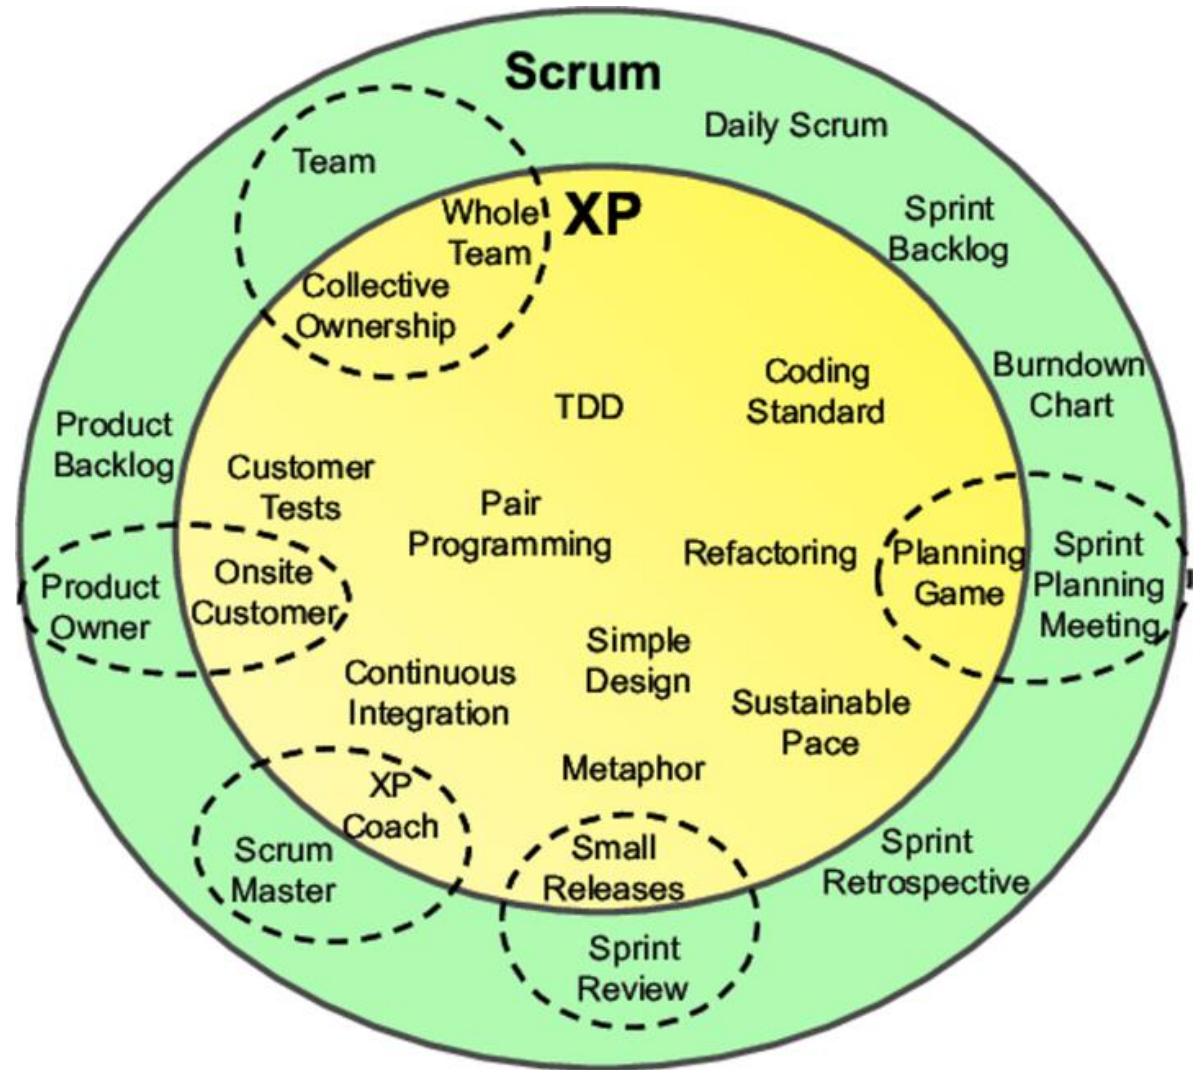 Scrum
Daily Scrum
Team
Sprint
Backlog
XP
Whole
Team
Collective
Ownership
Burndown
Chart
Coding
Standard
TDD
Product
Backlog
Customer
Tests
Pair
Programming
Refactoring
Planning
Game
Sprint
Planning
Meeting
Product
Owner
Onsite
Customer
Simple
Design
Continuous
Integration
Sustainable
Pace
Metaphor
XP
Coach
Scrum
Master
Small
Releases
Sprint
Retrospective
Sprint
Review